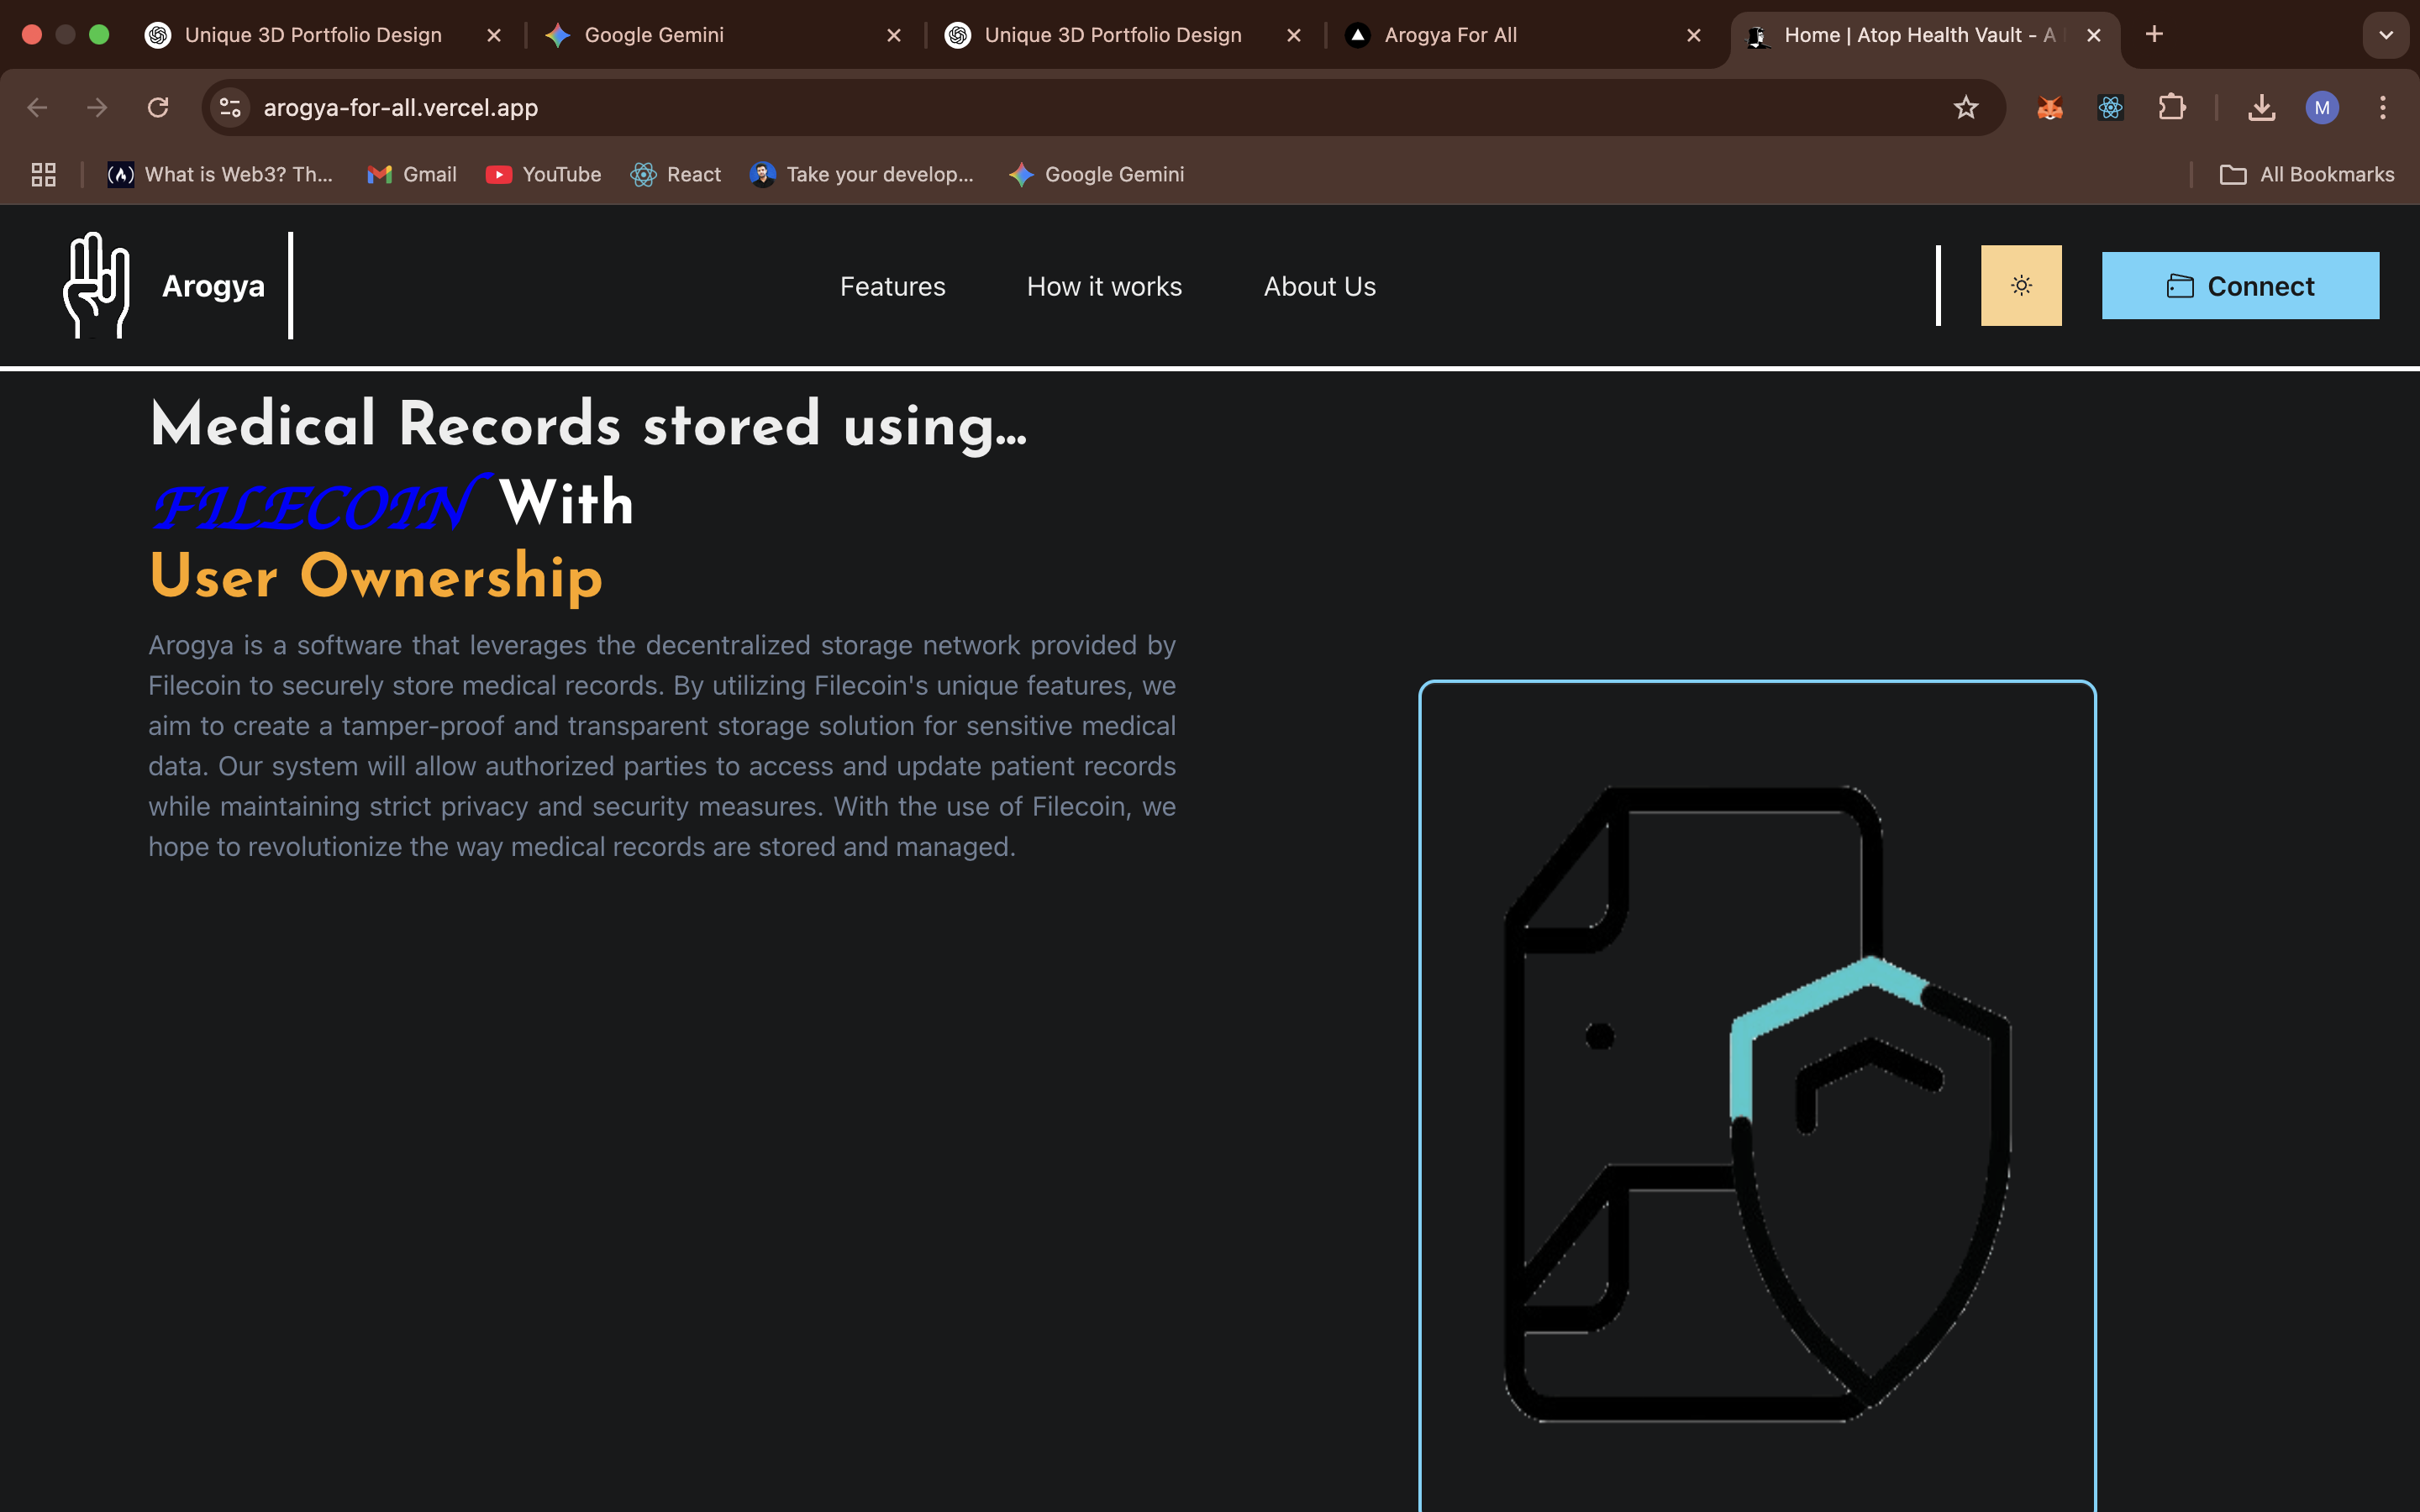 Unique 3D Portfolio Design
Google Gemini
Unique 3D Portfolio Design
Arogya For All
Home | Atop Health Vault - A
arogya-for-all.vercel.app
M
What is Web3? Th...
Gmail
YouTube
React
Take your develop...
Google Gemini
All Bookmarks
Arogya
Features
How it works
About Us
Connect
Medical Records stored using...
FILECOIN With
User Ownership
Arogya is a software that leverages the decentralized storage network provided by
Filecoin to securely store medical records. By utilizing Filecoin's unique features, we
aim to create a tamper-proof and transparent storage solution for sensitive medical
data. Our system will allow authorized parties to access and update patient records
while maintaining strict privacy and security measures. With the use of Filecoin, we
hope to revolutionize the way medical records are stored and managed.